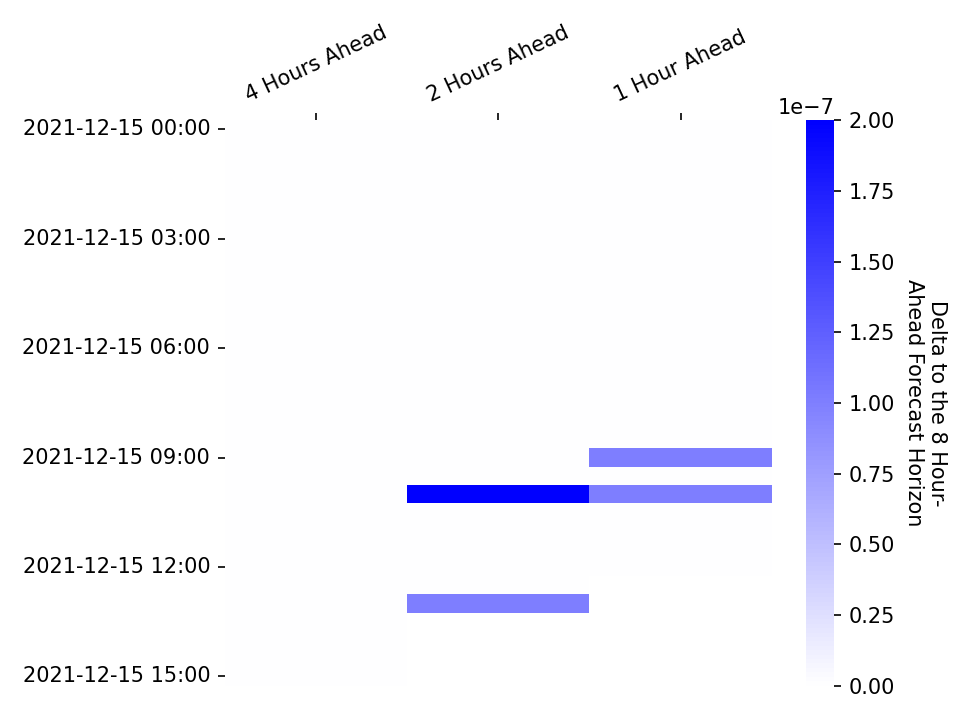 4 Hours Ahead
2 Hours Ahead
1 Hour Ahead
1e−7
2021-12-15 00:00
2021-12-15 03:00
2021-12-15 06:00
2021-12-15 09:00
2021-12-15 12:00
2021-12-15 15:00
2.00
1.75
1.50
1.25
1.00
0.75
0.50
0.25
0.00
Delta to the 8 Hour-
Ahead Forecast Horizon